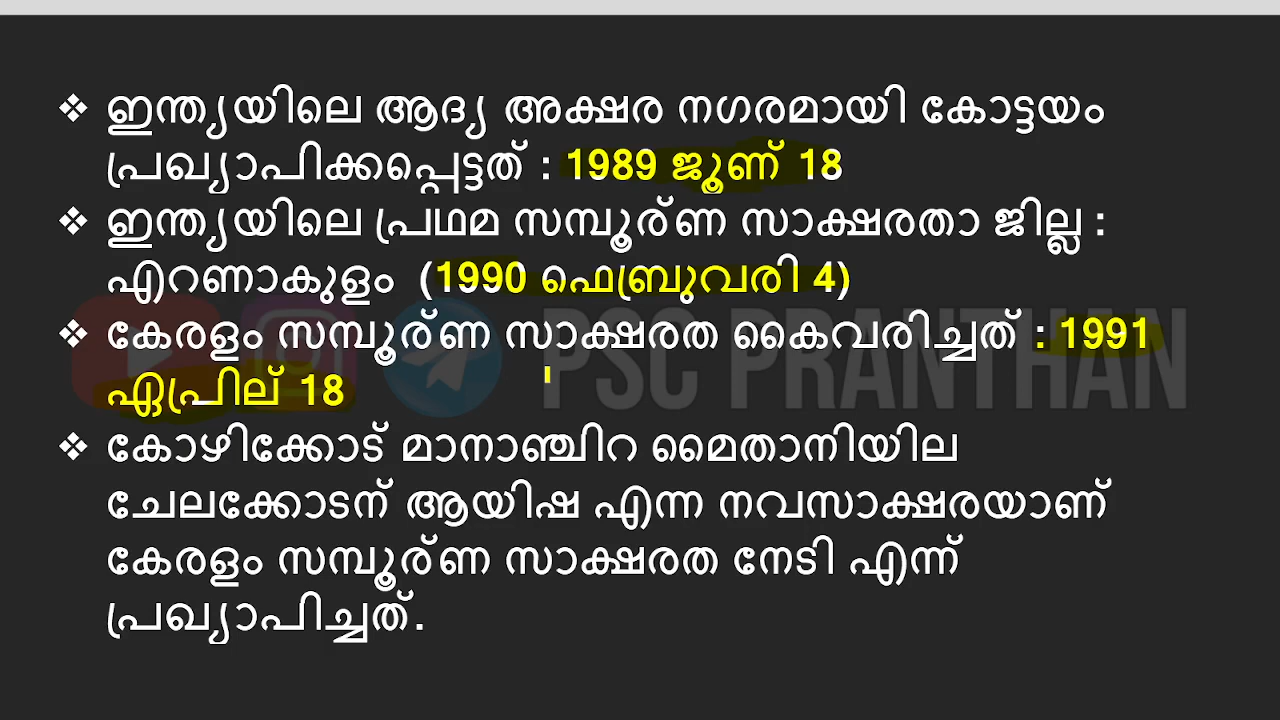 ❖ ഇന്ത്യയിലെ ആദ്യ അക്ഷര നഗരമായി കോട്ടയം
പ്രഖ്യാപിക്കപ്പെട്ടത് : 1989 ജൂണ് 18
❖ ഇന്ത്യയിലെ പ്രഥമ സമ്പൂര്ണ സാക്ഷരതാ ജില്ല :
എറണാകുളം (1990 ഫെബ്രുവരി 4)
❖ കേരളം സമ്പൂര്ണ സാക്ഷരത കൈവരിച്ചത് : 1991
ഏപ്രില് 18
PSC PRANTHAN
❖ കോഴിക്കോട് മാനാഞ്ചിറ മൈതാനിയില
ചേലക്കോടന് ആയിഷ എന്ന നവസാക്ഷരയാണ്
കേരളം സമ്പൂര്ണ സാക്ഷരത നേടി എന്ന്
പ്രഖ്യാപിച്ചത്.